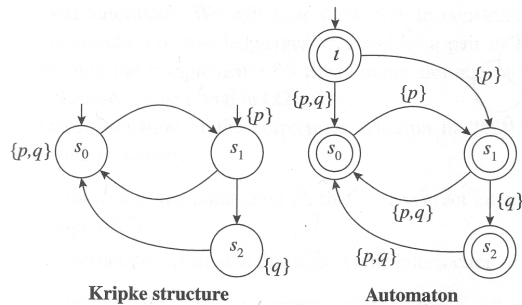 ι
{p}
{p,q}
{p}
{p}
{p,q}
s0
s1
s0
s1
{p,q}
{q}
s2
{q}
{p,q}
s2
Kripke structure
Automaton